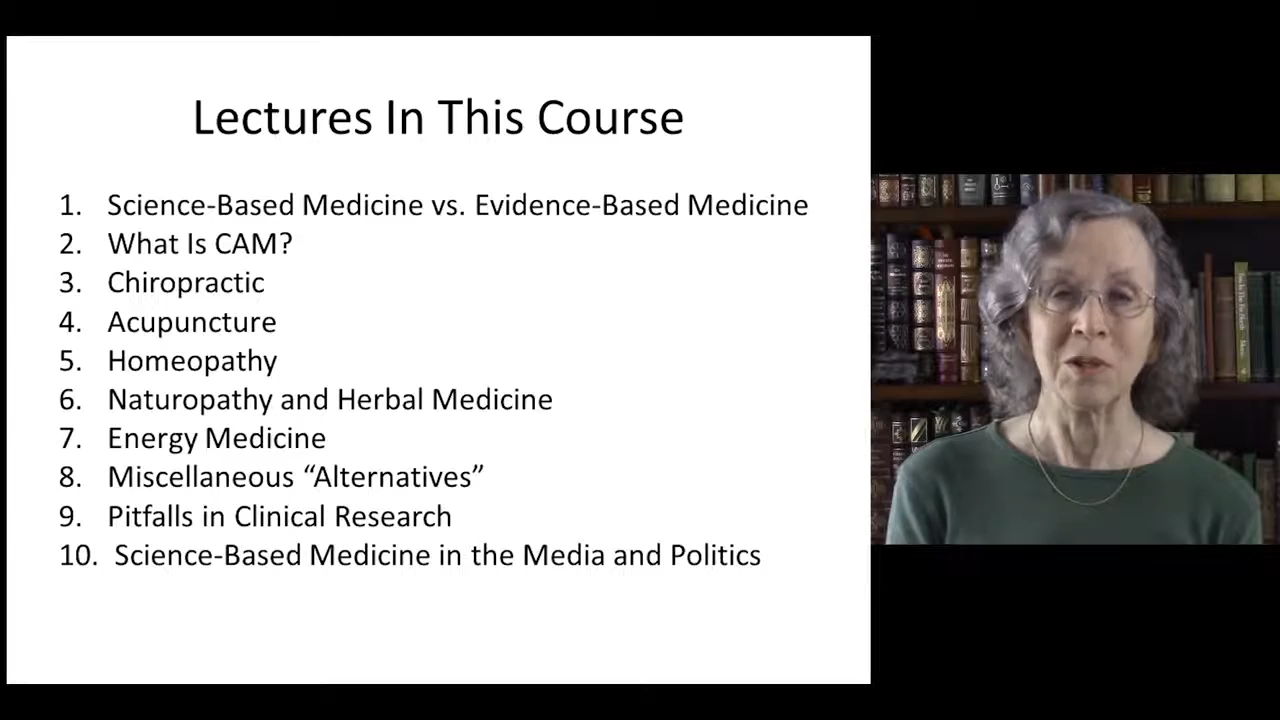 Lectures In This Course
1. Science-Based Medicine vs. Evidence-Based Medicine
2. What Is CAM?
3. Chiropractic
4. Acupuncture
5. Homeopathy
6. Naturopathy and Herbal Medicine
7. Energy Medicine
8. Miscellaneous “Alternatives”
9. Pitfalls in Clinical Research
10. Science-Based Medicine in the Media and Politics